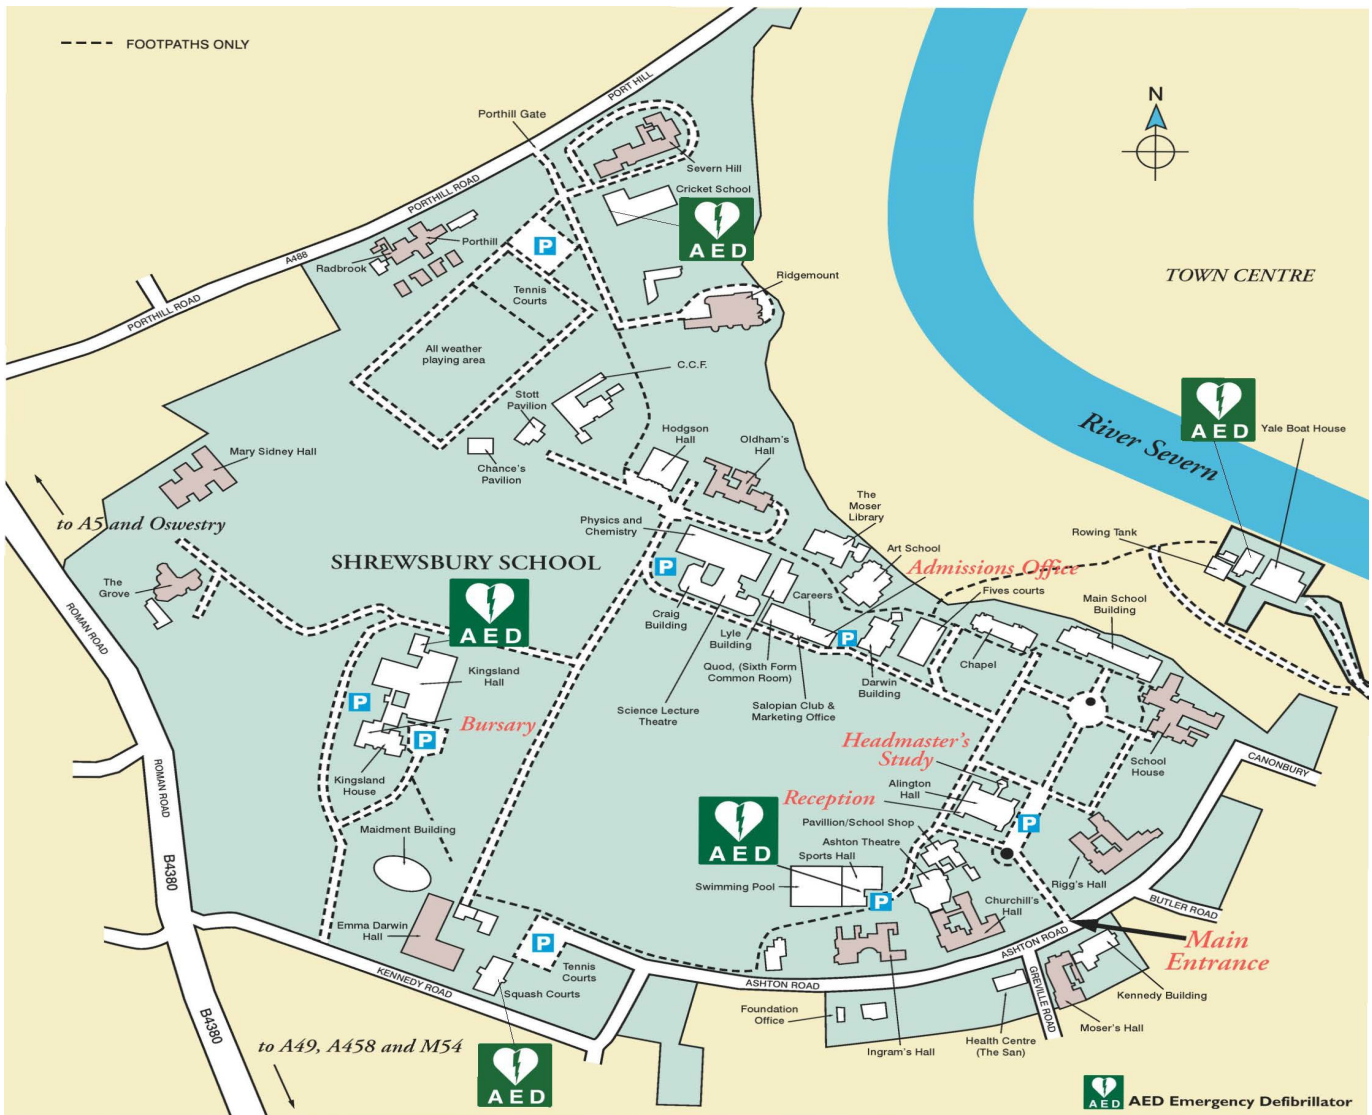 FOOTPATHS ONLY
PORT HILL
Porthill Gate
N
Severn Hill
Cricket School
AED
PORTHILL ROAD
Porthill
Radbrook
A488
P
PORTHILL ROAD
Tennis
Courts
Ridgemount
TOWN CENTRE
All weather
playing area
C.C.F.
Stott
Pavilion
Chance's
Pavilion
Hodgson
Hall
Oldham's
Hall
River Severn
AED
Yale Boat House
Rowing Tank
Mary Sidney Hall
to A5 and Oswestry
The
Moser
Library
Physics and
Chemistry
SHREWSBURY SCHOOL
P
Art School
Admissions Office
Careers
Fives courts
Main School
Building
The
Grove
ROMAN ROAD
AED
Craig
Building
Lyle
Building
P
Kingsland
Hall
Quod, (Sixth Form
Common Room)
Darwin
Building
Chapel
Science Lecture
Theatre
Salopian Club &
Marketing Office
P
Bursary
P
Headmaster's
Study
School
House
CANONBURY
ROMAN ROAD
Kingsland
House
Alington
Hall
Reception
Pavillion/School Shop
P
Maidment Building
AED
Ashton Theatre
Sports Hall
Swimming Pool
P
Rigg's Hall
B4380
BUTLER ROAD
Churchill's
Hall
Emma Darwin
Hall
P
ASHTON ROAD
Main
Entrance
Tennis
Courts
KENNEDY ROAD
Squash Courts
ASHTON ROAD
GREVILLE ROAD
Kennedy Building
B4380
Foundation
Office
Moser's Hall
Health Centre
(The San)
Ingram's Hall
to A49, A458 and M54
AED
AED
AED Emergency Defibrillator